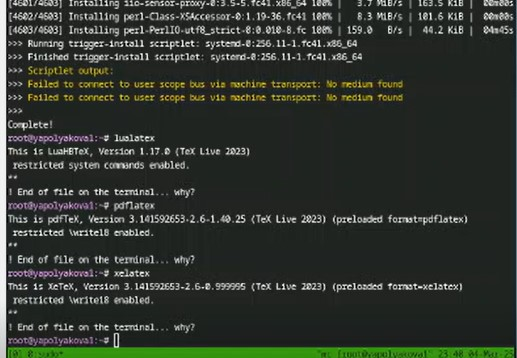 [4601/4603] Installing iio-sensor-proxy-0:3.5-5.fc41.x86_64 100% | 3.7 MiB/s | 163.5 KiB | 00m00s
[4602/4603] Installing perl-Class-XSAccessor-0:1.19-36.fc41 100% | 8.3 MiB/s | 101.6 KiB | 00m00s
[4603/4603] Installing perl-PerlIO-utf8_strict-0:0.010-8.fc 100% | 159.0 B/s | 44.2 KiB | 04m45s
>>> Running trigger-install scriptlet: systemd-0:256.11-1.fc41.x86_64
>>> Finished trigger-install scriptlet: systemd-0:256.11-1.fc41.x86_64
>>> Scriptlet output:
>>> Failed to connect to user scope bus via machine transport: No medium found
>>> Failed to connect to user scope bus via machine transport: No medium found
>>>
Complete!
root@yapolyakova1:~# lualatex
This is LuaHBTeX, Version 1.17.0 (TeX Live 2023)
restricted system commands enabled.
**
! End of file on the terminal... why?
root@yapolyakova1:~# pdflatex
This is pdfTeX, Version 3.141592653-2.6-1.40.25 (TeX Live 2023) (preloaded format=pdflatex)
restricted \write18 enabled.
**
! End of file on the terminal... why?
root@yapolyakova1:~# xelatex
This is XeTeX, Version 3.141592653-2.6-0.999995 (TeX Live 2023) (preloaded format=xelatex)
restricted \write18 enabled.
**
! End of file on the terminal... why?
root@yapolyakova1:~#
[0] 0:sudo* "mc [root@yapolyakova1 23:40 04-Mar-25